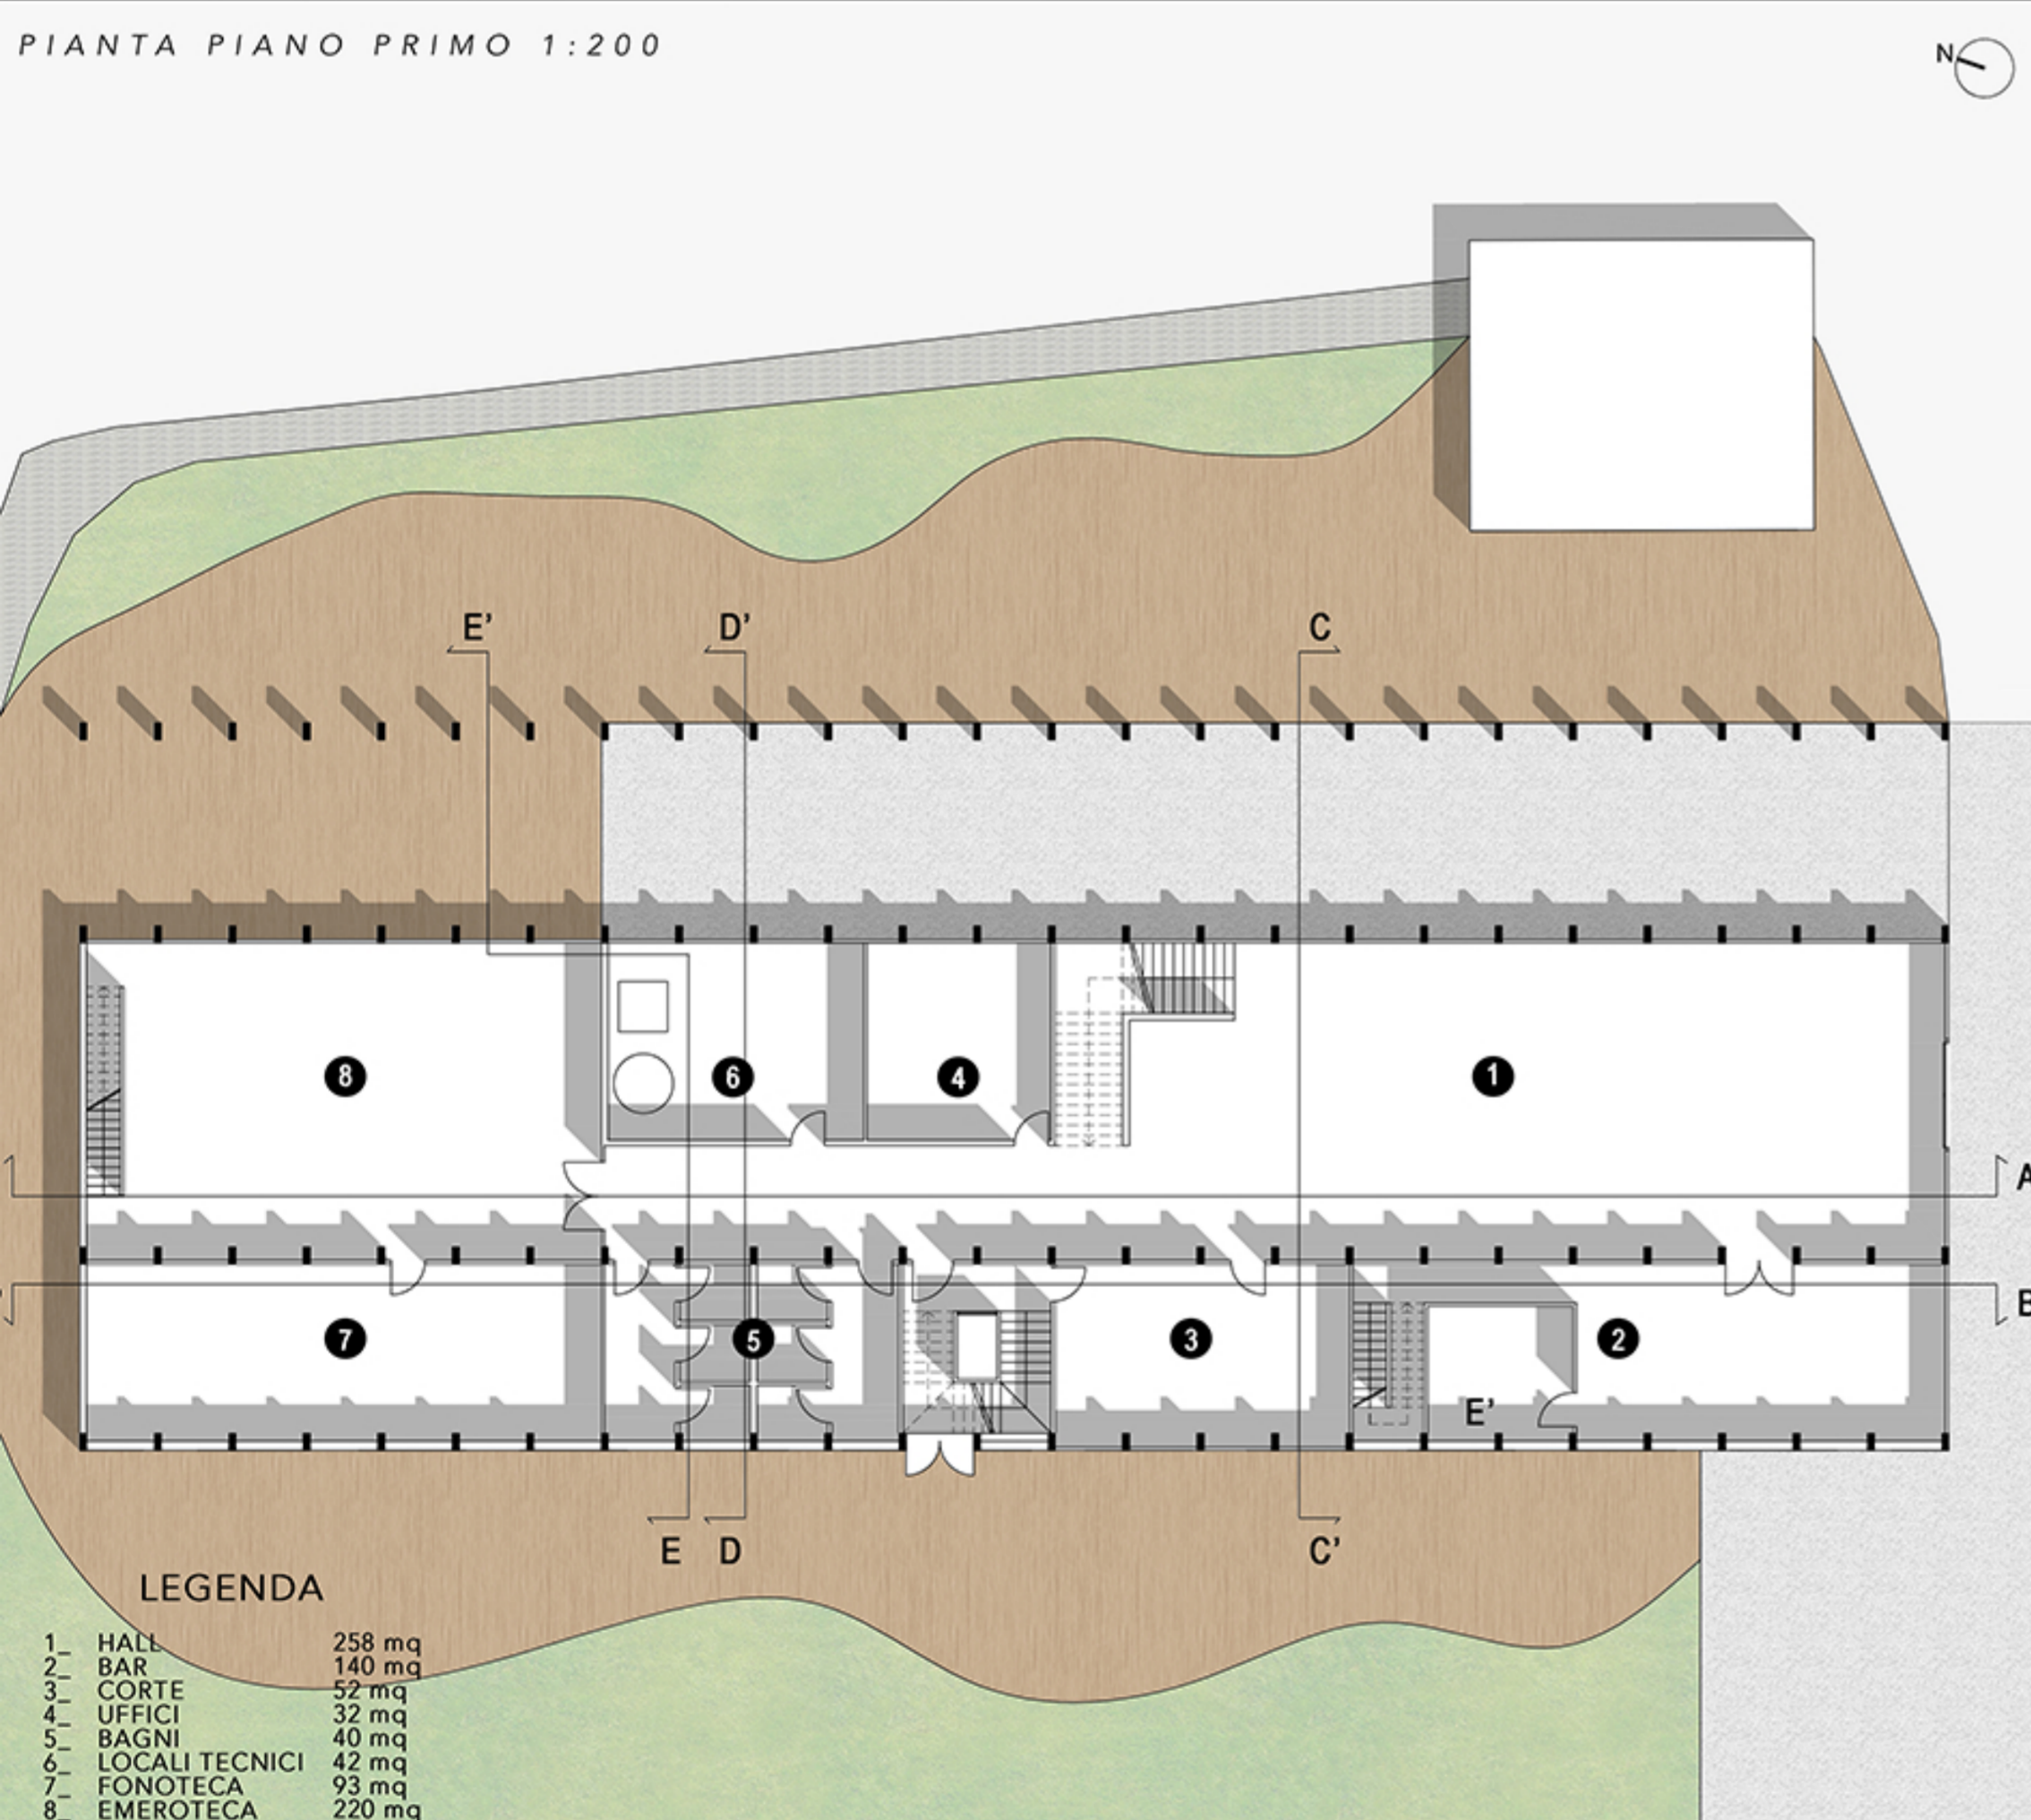 PIANTA PIANO PRIMO 1:200
N
E’ D’ C
8 6 4 1
A
B
7 5 3 2
E’
E D C’
LEGENDA
1_ HALL 258 mq
2_ BAR 140 mq
3_ CORTE 52 mq
4_ UFFICI 32 mq
5_ BAGNI 40 mq
6_ LOCALI TECNICI 42 mq
7_ FONOTECA 93 mq
8_ EMEROTECA 220 mq